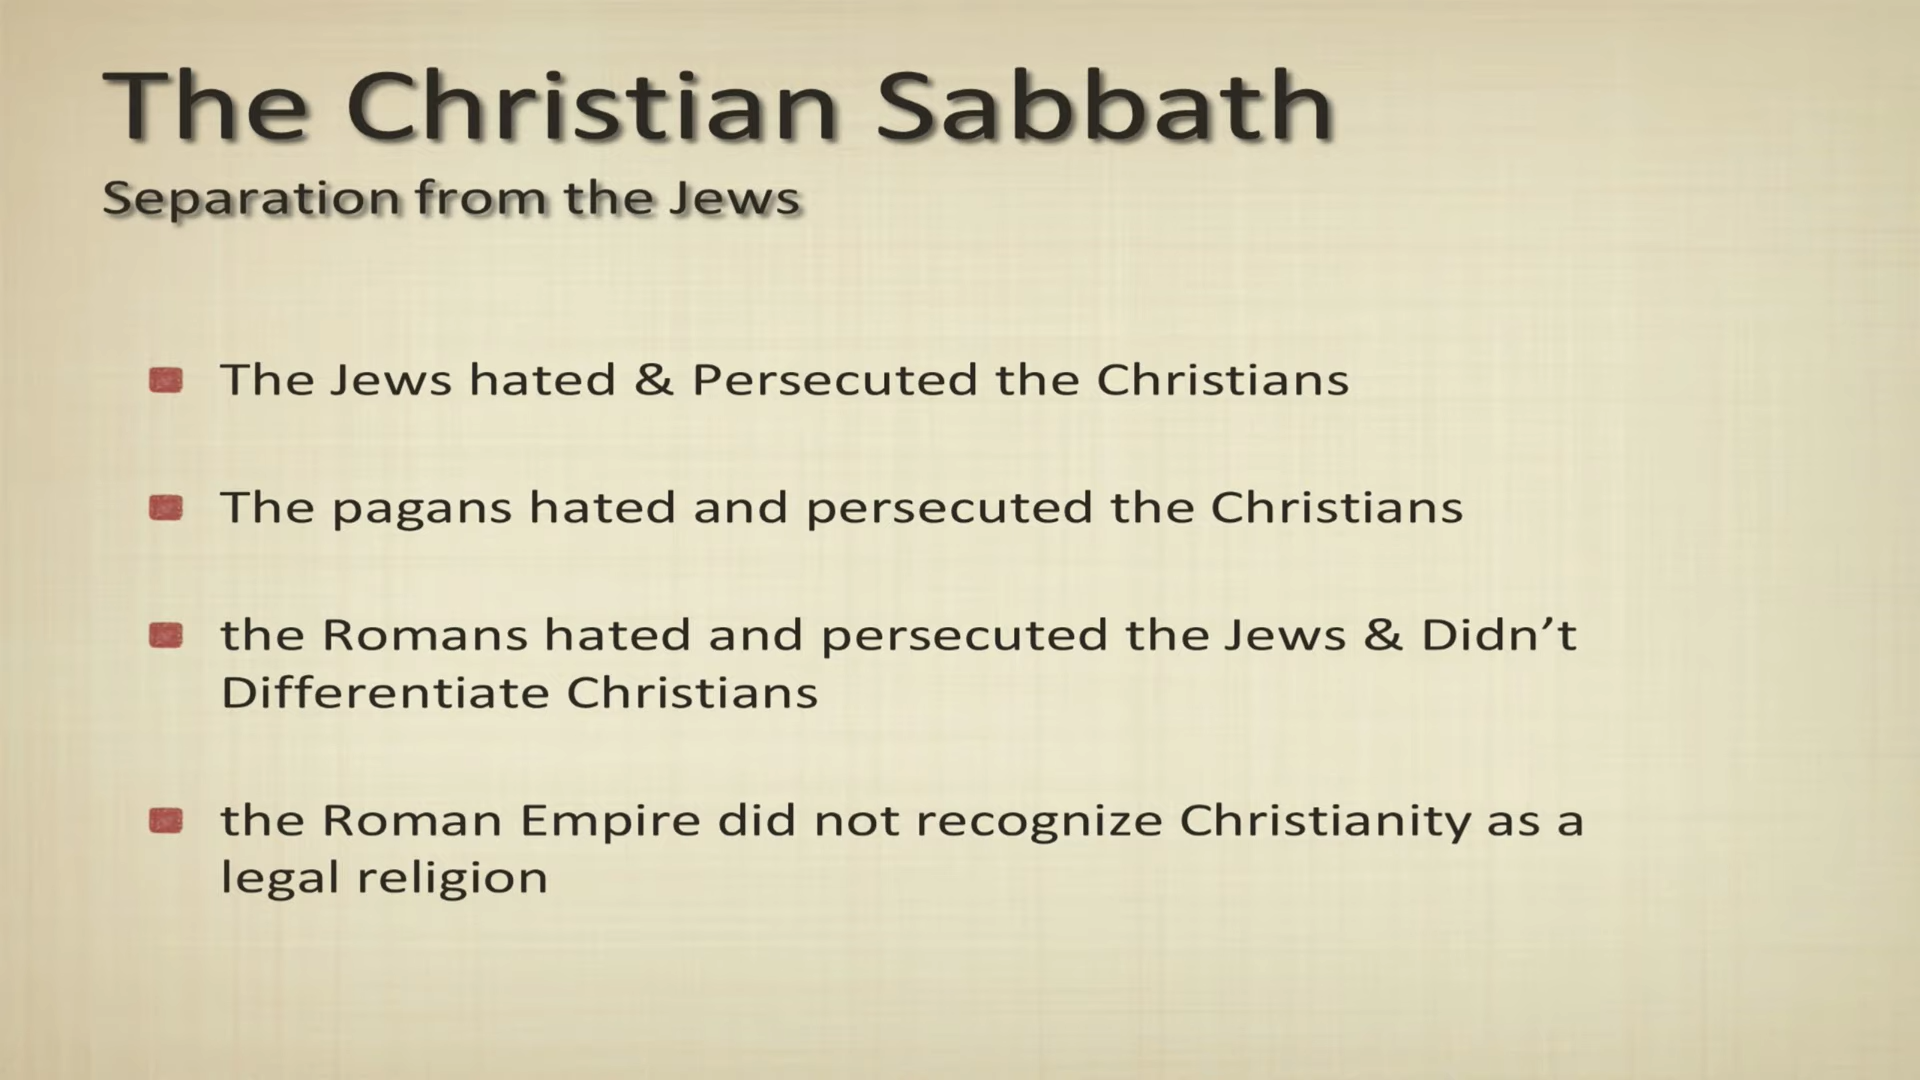 The Christian Sabbath
Separation from the Jews
The Jews hated & Persecuted the Christians
The pagans hated and persecuted the Christians
the Romans hated and persecuted the Jews & Didn’t
Differentiate Christians
the Roman Empire did not recognize Christianity as a
legal religion